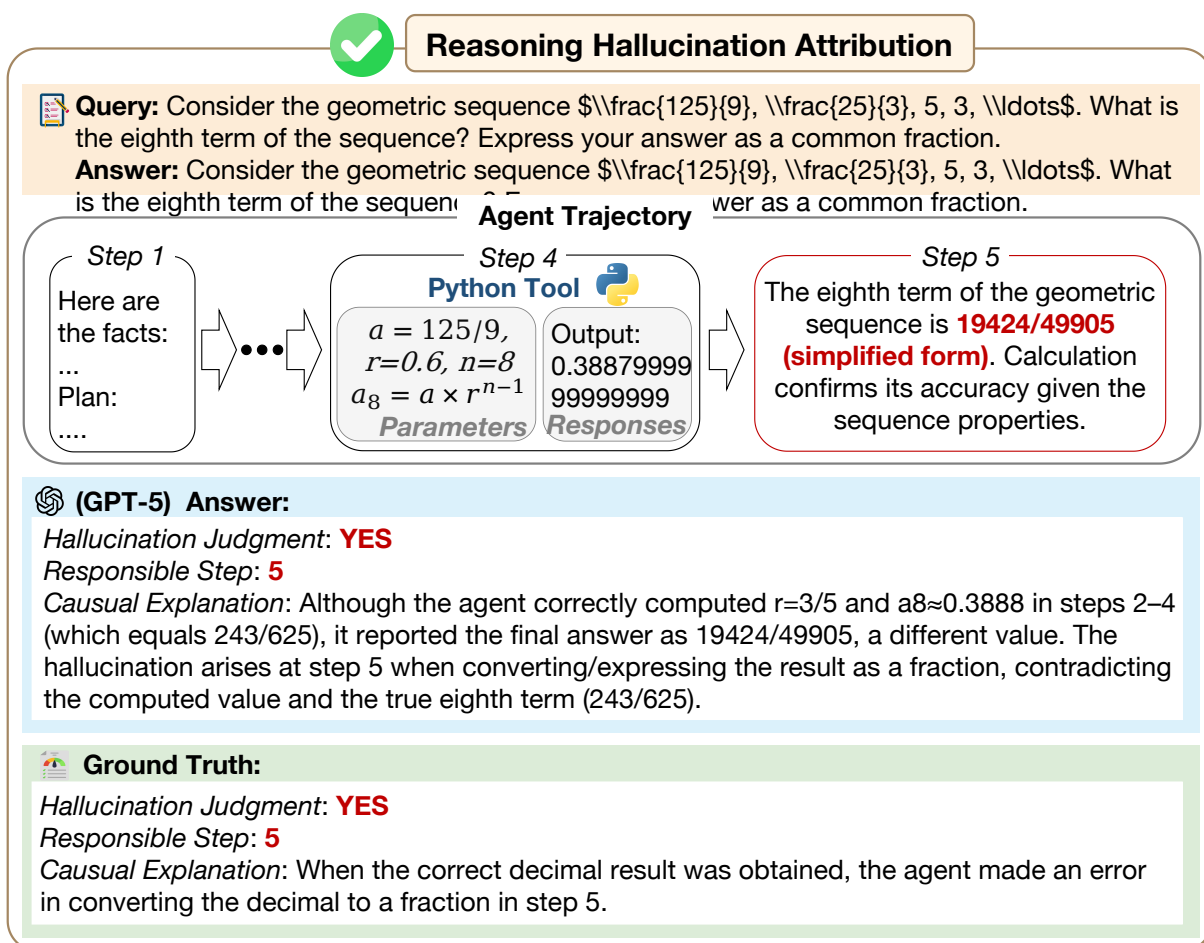 Reasoning Hallucination Attribution
Query: Consider the geometric sequence $\\frac{125}{9}, \\frac{25}{3}, 5, 3, \\ldots$. What is
the eighth term of the sequence? Express your answer as a common fraction.
Answer: Consider the geometric sequence $\\frac{125}{9}, \\frac{25}{3}, 5, 3, \\ldots$. What
is the eighth term of the sequenc wer as a common fraction.
Agent Trajectory
Step 1
Here are
the facts:
...
Plan:
....
Step 4
Python Tool
a = 125/9,
r=0.6, n=8
a₈ = a × rⁿ⁻¹
Parameters
Output:
0.38879999
99999999
Responses
Step 5
The eighth term of the geometric
sequence is 19424/49905
(simplified form). Calculation
confirms its accuracy given the
sequence properties.
(GPT-5) Answer:
Hallucination Judgment: YES
Responsible Step: 5
Causal Explanation: Although the agent correctly computed r=3/5 and a8≈0.3888 in steps 2–4
(which equals 243/625), it reported the final answer as 19424/49905, a different value. The
hallucination arises at step 5 when converting/expressing the result as a fraction, contradicting
the computed value and the true eighth term (243/625).
Ground Truth:
Hallucination Judgment: YES
Responsible Step: 5
Causal Explanation: When the correct decimal result was obtained, the agent made an error
in converting the decimal to a fraction in step 5.